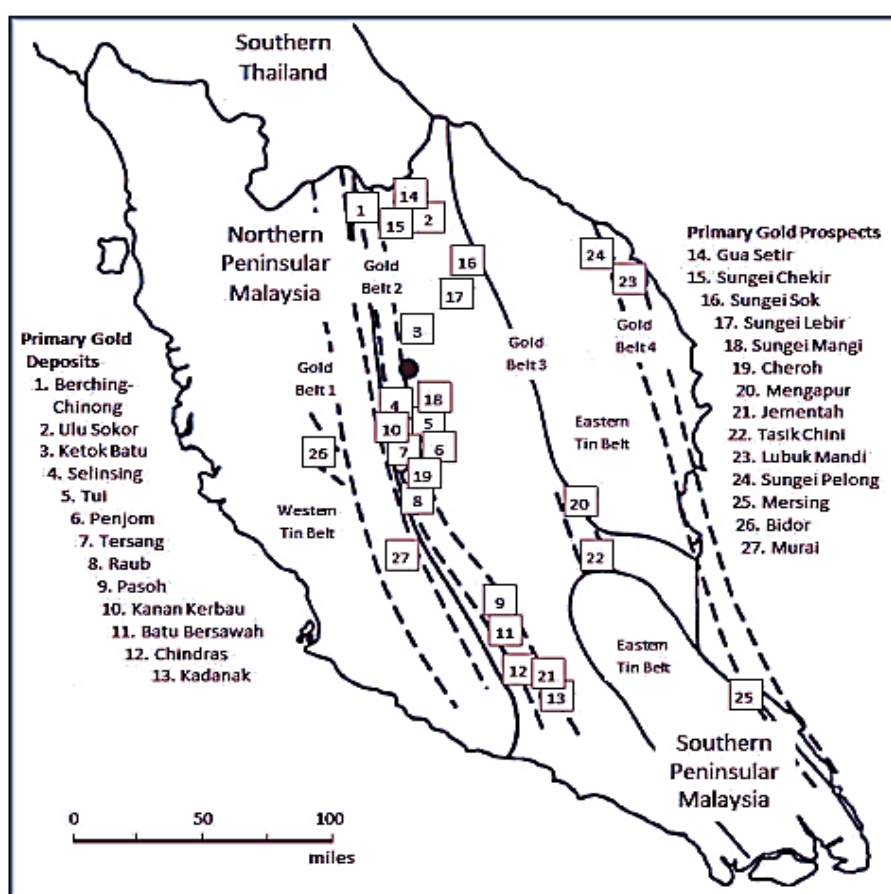 Southern
Thailand
14
1
15
2
Northern
Peninsular
Malaysia
Gold
Belt 2
16
17
24
23
Primary Gold Prospects
14. Gua Setir
15. Sungei Chekir
16. Sungei Sok
17. Sungei Lebir
18. Sungei Mangi
19. Cheroh
20. Mengapur
21. Jementah
22. Tasik Chini
23. Lubuk Mandi
24. Sungei Pelong
25. Mersing
26. Bidor
27. Murai
Primary Gold
Deposits
1. Berching-
Chinong
2. Ulu Sokor
3. Ketok Batu
4. Selinsing
5. Tui
6. Penjom
7. Tersang
8. Raub
9. Pasoh
10. Kanan Kerbau
11. Batu Bersawah
12. Chindras
13. Kadanak
3
Gold
Belt 1
Gold
Belt 3
Gold
Belt 4
4
18
10
5
7
6
19
8
26
Eastern
Tin Belt
Western
Tin Belt
20
27
22
9
11
12
21
13
Eastern
Tin Belt
25
Southern
Peninsular
Malaysia
0 50 100
miles